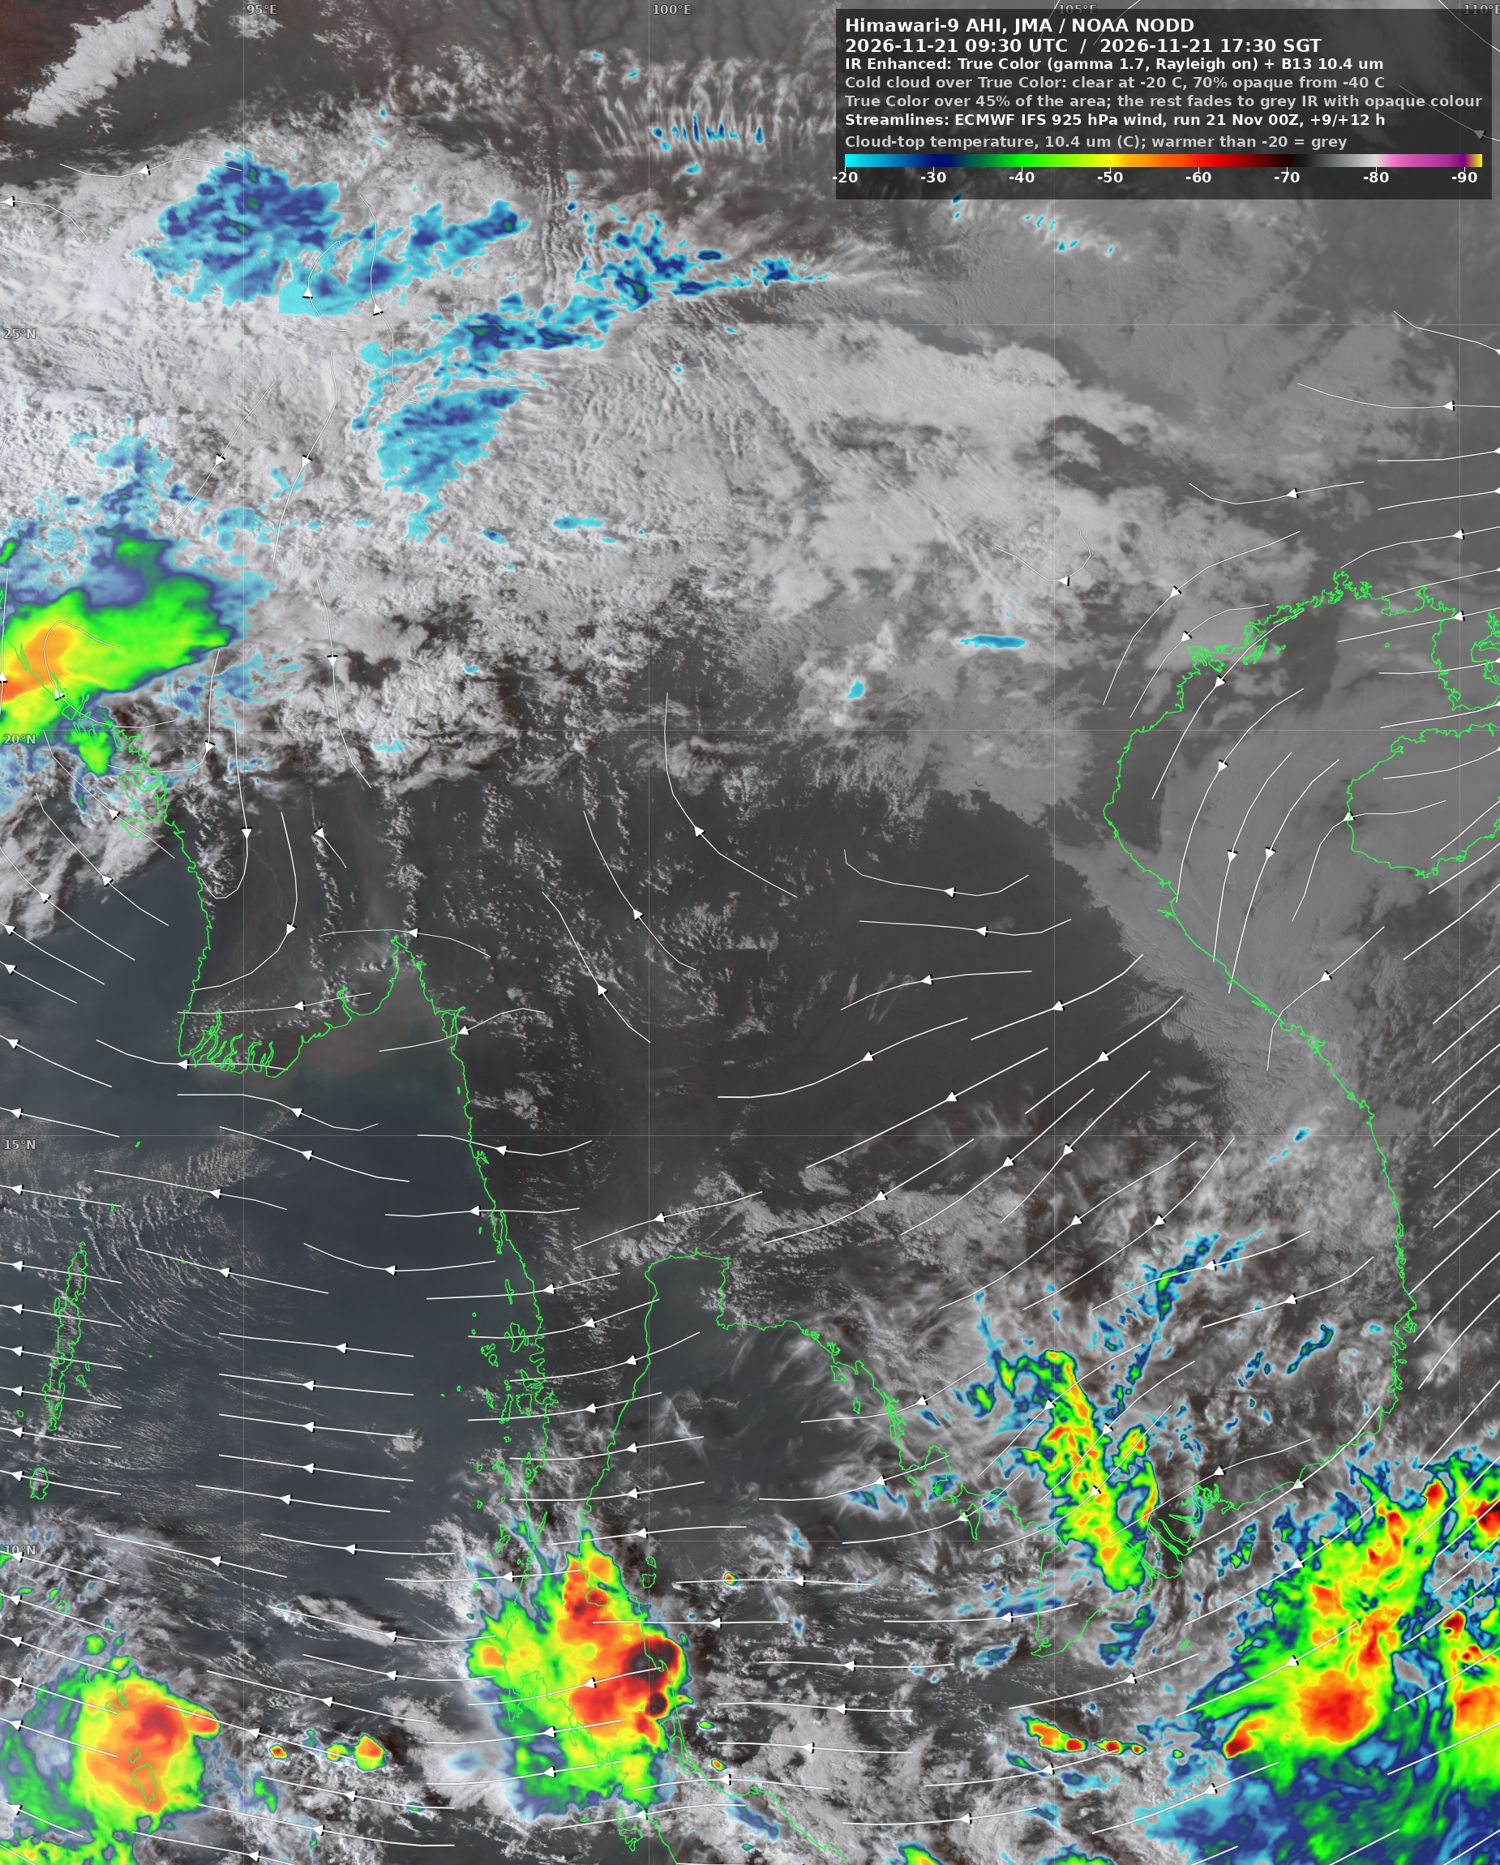 95°E
100°E
105°E
110°E
Himawari-9 AHI, JMA / NOAA NODD
2026-11-21 09:30 UTC / 2026-11-21 17:30 SGT
IR Enhanced: True Color (gamma 1.7, Rayleigh on) + B13 10.4 um
Cold cloud over True Color: clear at -20 C, 70% opaque from -40 C
True Color over 45% of the area; the rest fades to grey IR with opaque colour
Streamlines: ECMWF IFS 925 hPa wind, run 21 Nov 00Z, +9/+12 h
Cloud-top temperature, 10.4 um (C); warmer than -20 = grey
-20 -30 -40 -50 -60 -70 -80 -90
25°N
20°N
15°N
10°N